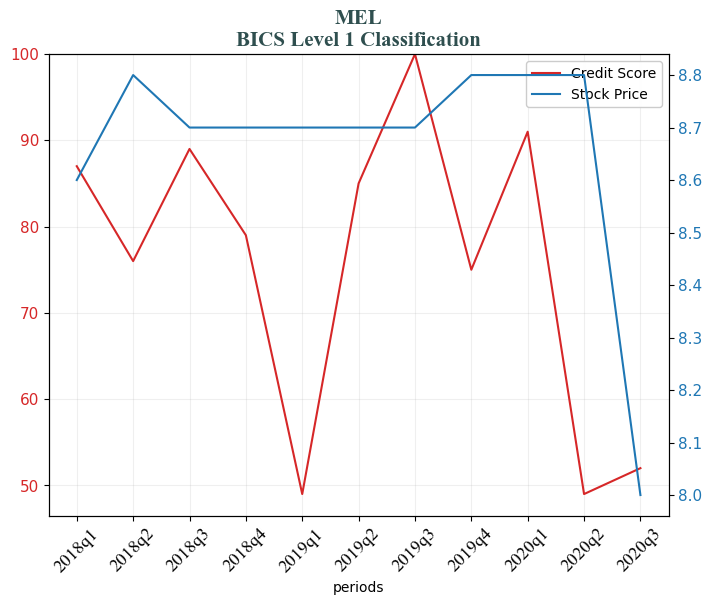 MEL
BICS Level 1 Classification
Credit Score
Stock Price
100
90
80
70
60
50
8.8
8.7
8.6
8.5
8.4
8.3
8.2
8.1
8.0
2018q1
2018q2
2018q3
2018q4
2019q1
2019q2
2019q3
2019q4
2020q1
2020q2
2020q3
periods